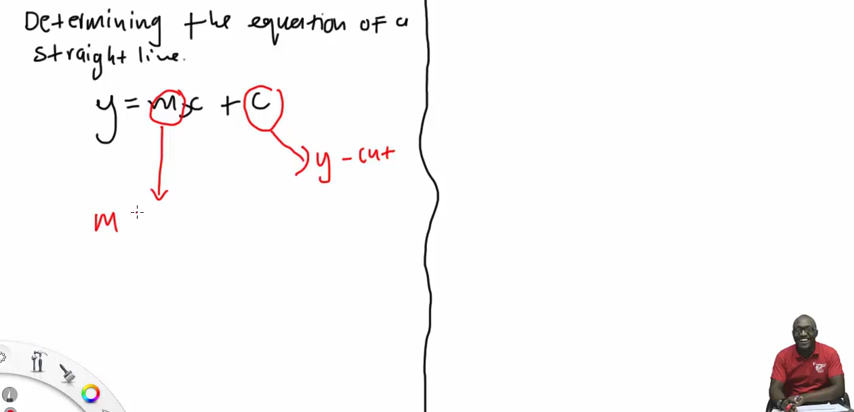 Determining the equation of a
straight line.
y = mx + c
y - cut
m